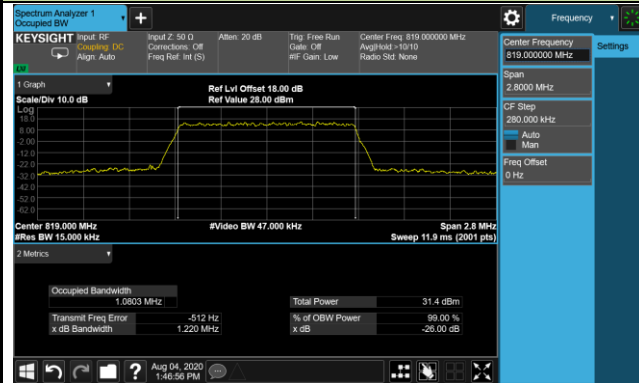 Spectrum Analyzer 1
Occupied BW
Frequency
KEYSIGHT
Input: RF
Coupling: DC
Align: Auto
Input Z: 50 Ω
Corrections: Off
Freq Ref: Int (S)
Atten: 20 dB
Trig: Free Run
Gate: Off
#IF Gain: Low
Center Freq: 819.000000 MHz
Avg|Hold:>10/10
Radio Std: None
LXI
Center Frequency
819.000000 MHz
Settings
Span
2.8000 MHz
CF Step
280.000 kHz
Auto
Man
Freq Offset
0 Hz
1 Graph
Scale/Div 10.0 dB
Ref Lvl Offset 18.00 dB
Ref Value 28.00 dBm
Log
18.0
8.00
-2.00
-12.0
-22.0
-32.0
-42.0
-52.0
-62.0
Center 819.000 MHz
#Video BW 47.000 kHz
Span 2.8 MHz
#Res BW 15.000 kHz
Sweep 11.9 ms (2001 pts)
2 Metrics
Occupied Bandwidth
1.0803 MHz
Total Power
31.4 dBm
Transmit Freq Error
-512 Hz
% of OBW Power
99.00 %
x dB Bandwidth
1.220 MHz
x dB
-26.00 dB
?
Aug 04, 2020
1:46:56 PM